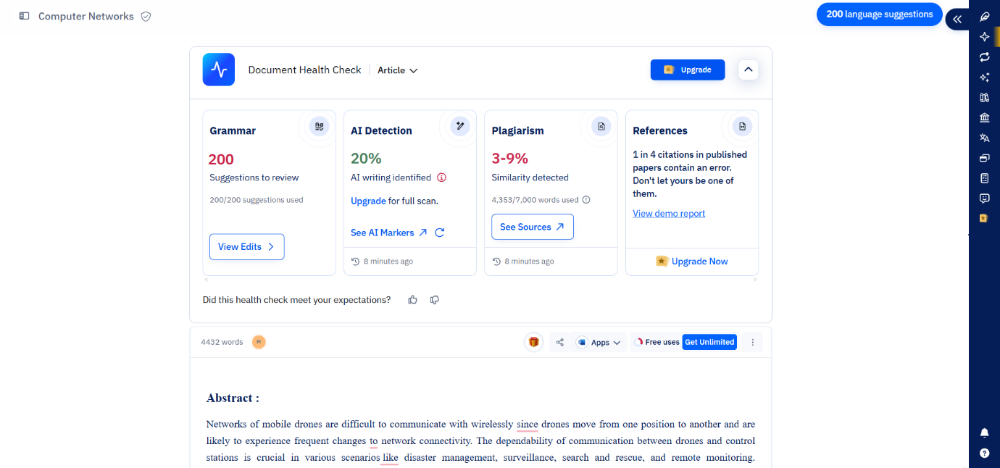 Computer Networks
200 language suggestions
Document Health Check
Article
Upgrade
Grammar
200
Suggestions to review
200/200 suggestions used
View Edits
AI Detection
20%
AI writing identified
Upgrade for full scan.
See AI Markers
8 minutes ago
Plagiarism
3-9%
Similarity detected
4,353/7,000 words used
See Sources
8 minutes ago
References
1 in 4 citations in published
papers contain an error.
Don't let yours be one of
them.
View demo report
Upgrade Now
Did this health check meet your expectations?
4432 words
M
Apps
Free uses
Get Unlimited
Abstract :
Networks of mobile drones are difficult to communicate with wirelessly since drones move from one position to another and are
likely to experience frequent changes to network connectivity. The dependability of communication between drones and control
stations is crucial in various scenarios like disaster management, surveillance, search and rescue, and remote monitoring.